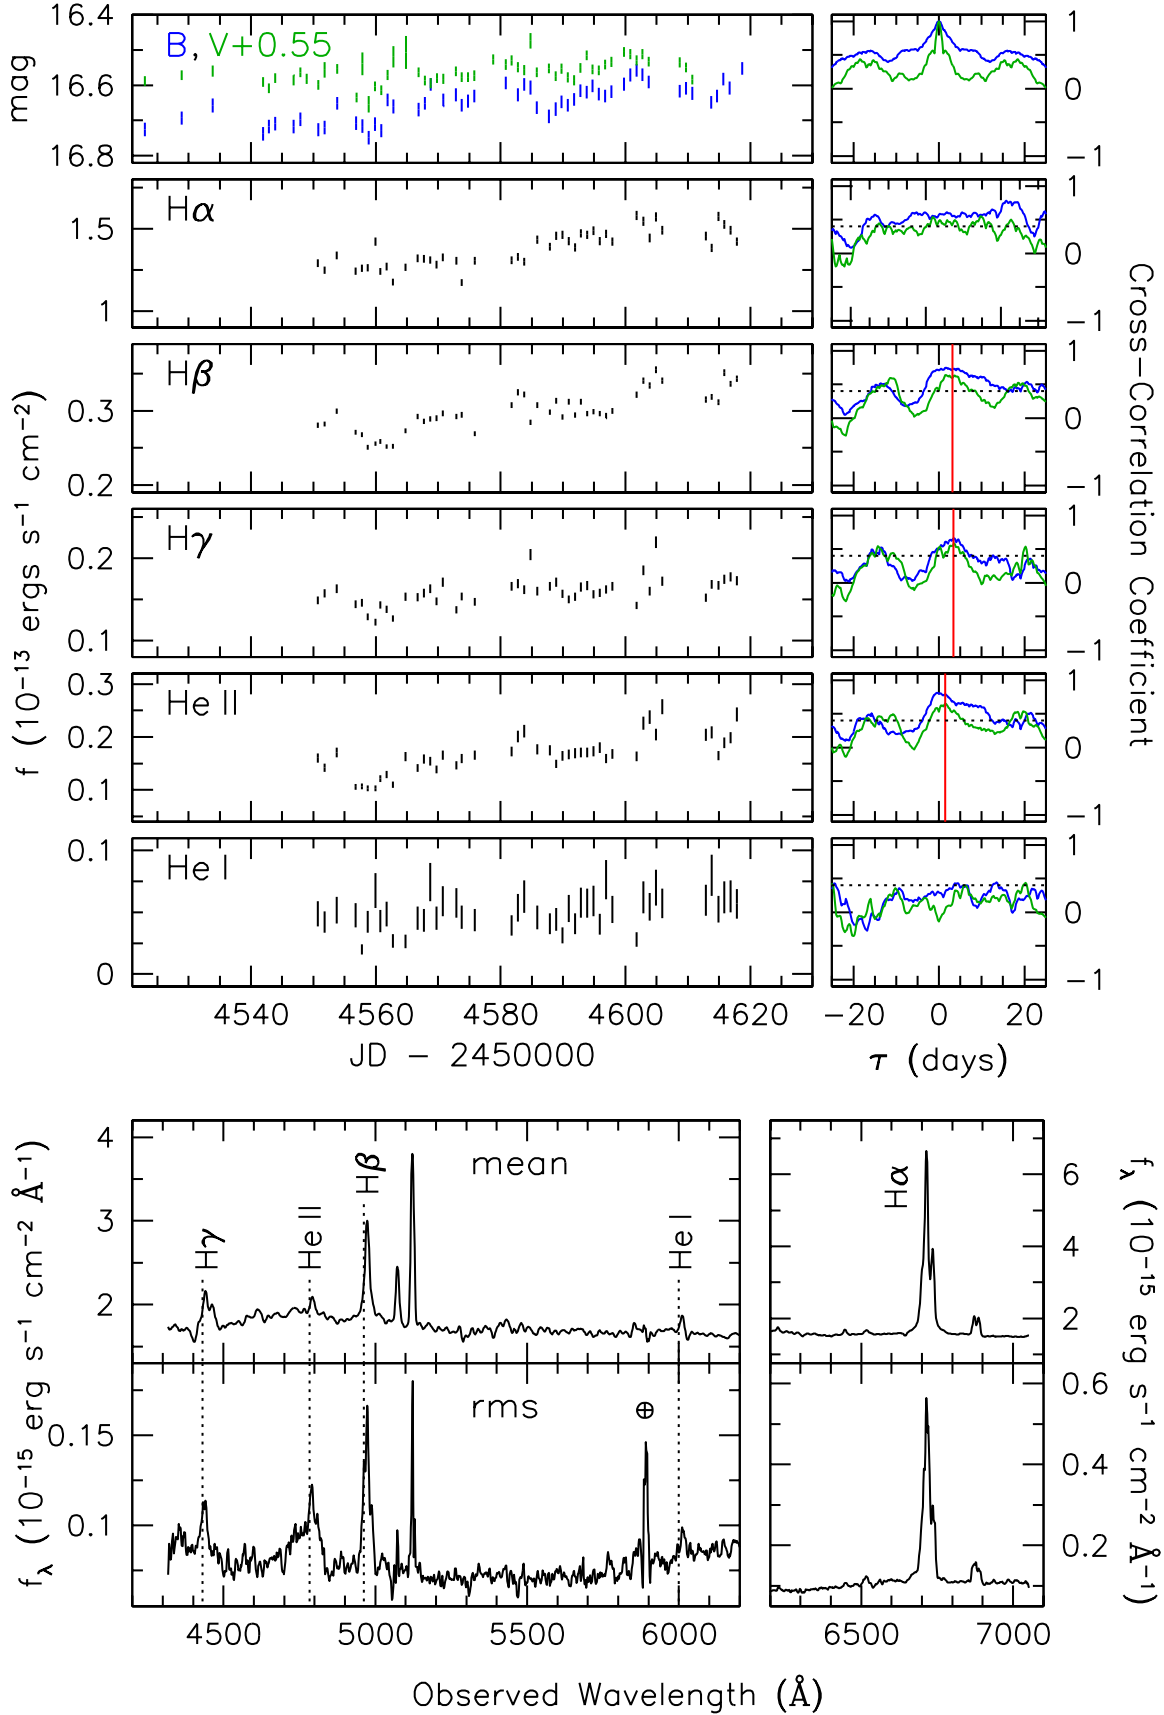 16.4
B, V+0.55
1
mag
16.6
0
16.8
−1
Hα
1
1.5
0
1
−1
Hβ
1
0.3
0
0.2
−1
Hγ
1
0.2
0
0.1
−1
He II
0.3
1
0.2
0
0.1
−1
He I
0.1
1
0
0
−1
f (10⁻¹³ ergs s⁻¹ cm⁻²)
Cross−Correlation Coefficient
4540 4560 4580 4600 4620
−20 0 20
JD − 2450000
τ (days)
4
mean
Hβ
Hα
6
3
Hγ
He II
He I
4
2
2
rms
⊕
0.6
0.15
0.4
0.1
0.2
fλ (10⁻¹⁵ erg s⁻¹ cm⁻² Å⁻¹)
fλ (10⁻¹⁵ erg s⁻¹ cm⁻² Å⁻¹)
4500 5000 5500 6000
6500 7000
Observed Wavelength (Å)